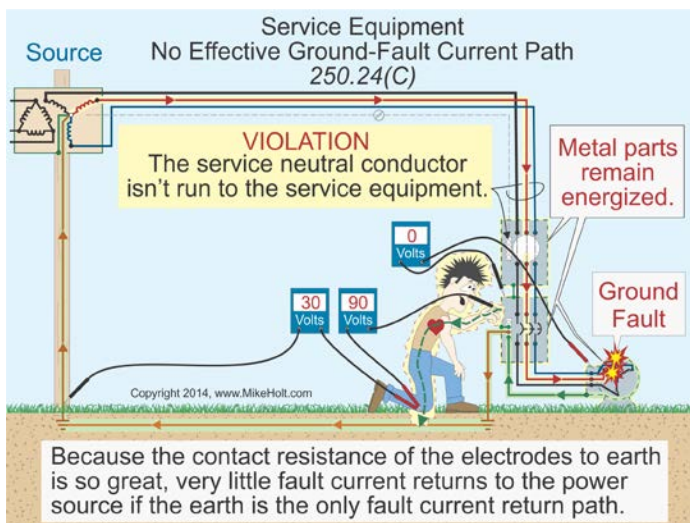 Service Equipment
No Effective Ground-Fault Current Path
250.24(C)
Source
VIOLATION
The service neutral conductor
isn't run to the service equipment.
Metal parts
remain
energized.
0
Volts
30
Volts
90
Volts
Ground
Fault
Copyright 2014, www.MikeHolt.com
Because the contact resistance of the electrodes to earth
is so great, very little fault current returns to the power
source if the earth is the only fault current return path.